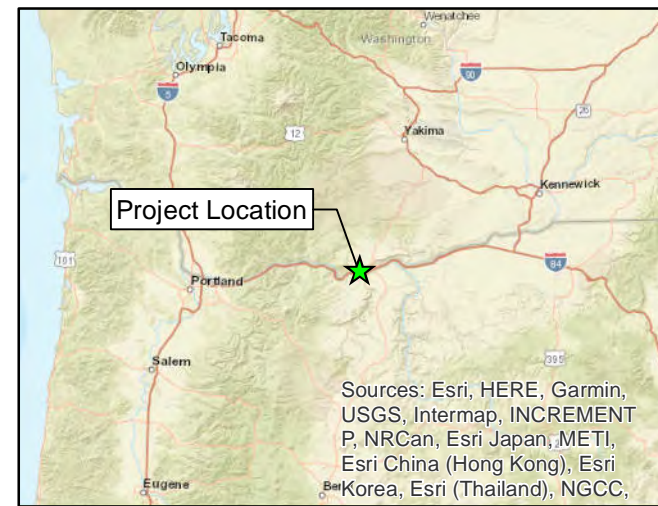 Wenatchee
Tacoma
Washington
Olympia
90
5
26
12
Yakima
Kennewick
Project Location
101
84
Portland
Salem
395
Sources: Esri, HERE, Garmin,
USGS, Intermap, INCREMENT
P, NRCan, Esri Japan, METI,
Esri China (Hong Kong), Esri
Korea, Esri (Thailand), NGCC,
Eugene